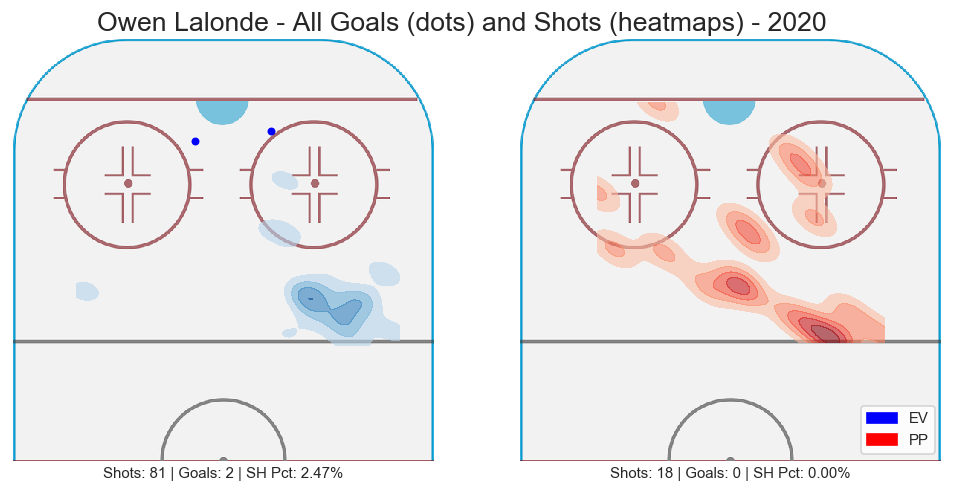 Owen Lalonde - All Goals (dots) and Shots (heatmaps) - 2020
EV
PP
Shots: 81 | Goals: 2 | SH Pct: 2.47%
Shots: 18 | Goals: 0 | SH Pct: 0.00%